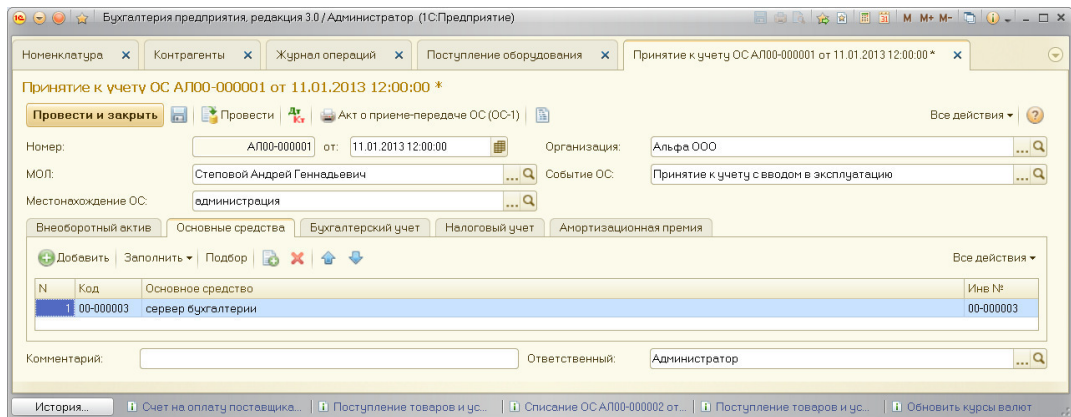 Бухгалтерия предприятия, редакция 3.0 / Администратор (1С:Предприятие) M M+ M-
Номенклатура Контрагенты Журнал операций Поступление оборудования Принятие к учету ОС АЛ00-000001 от 11.01.2013 12:00:00 *
Принятие к учету ОС АЛ00-000001 от 11.01.2013 12:00:00 *
Провести и закрыть Провести Дт Кт Акт о приеме-передаче ОС (ОС-1) Все действия
Номер: АЛ00-000001 от: 11.01.2013 12:00:00 Организация: Альфа ООО ...
МОЛ: Степовой Андрей Геннадьевич ... Событие ОС: Принятие к учету с вводом в эксплуатацию ...
Местонахождение ОС: администрация ...
Внеоборотный актив Основные средства Бухгалтерский учет Налоговый учет Амортизационная премия
Добавить Заполнить Подбор Все действия
N Код Основное средство Инв №
1 00-000003 сервер бухгалтерии 00-000003
Комментарий: Ответственный: Администратор ...
История... Счет на оплату поставщика... Поступление товаров и ус... Списание ОС АЛ00-000002 от... Поступление товаров и ус... Обновить курсы валют